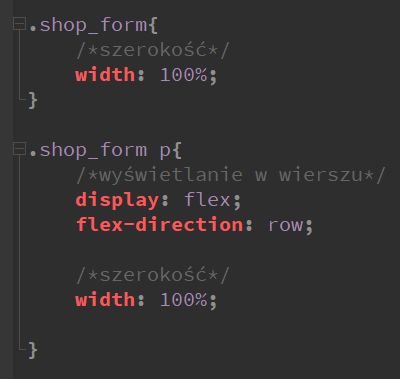 .shop_form{
/*szerokość*/
width: 100%;
}
.shop_form p{
/*wyświetlanie w wierszu*/
display: flex;
flex-direction: row;
/*szerokość*/
width: 100%;
}